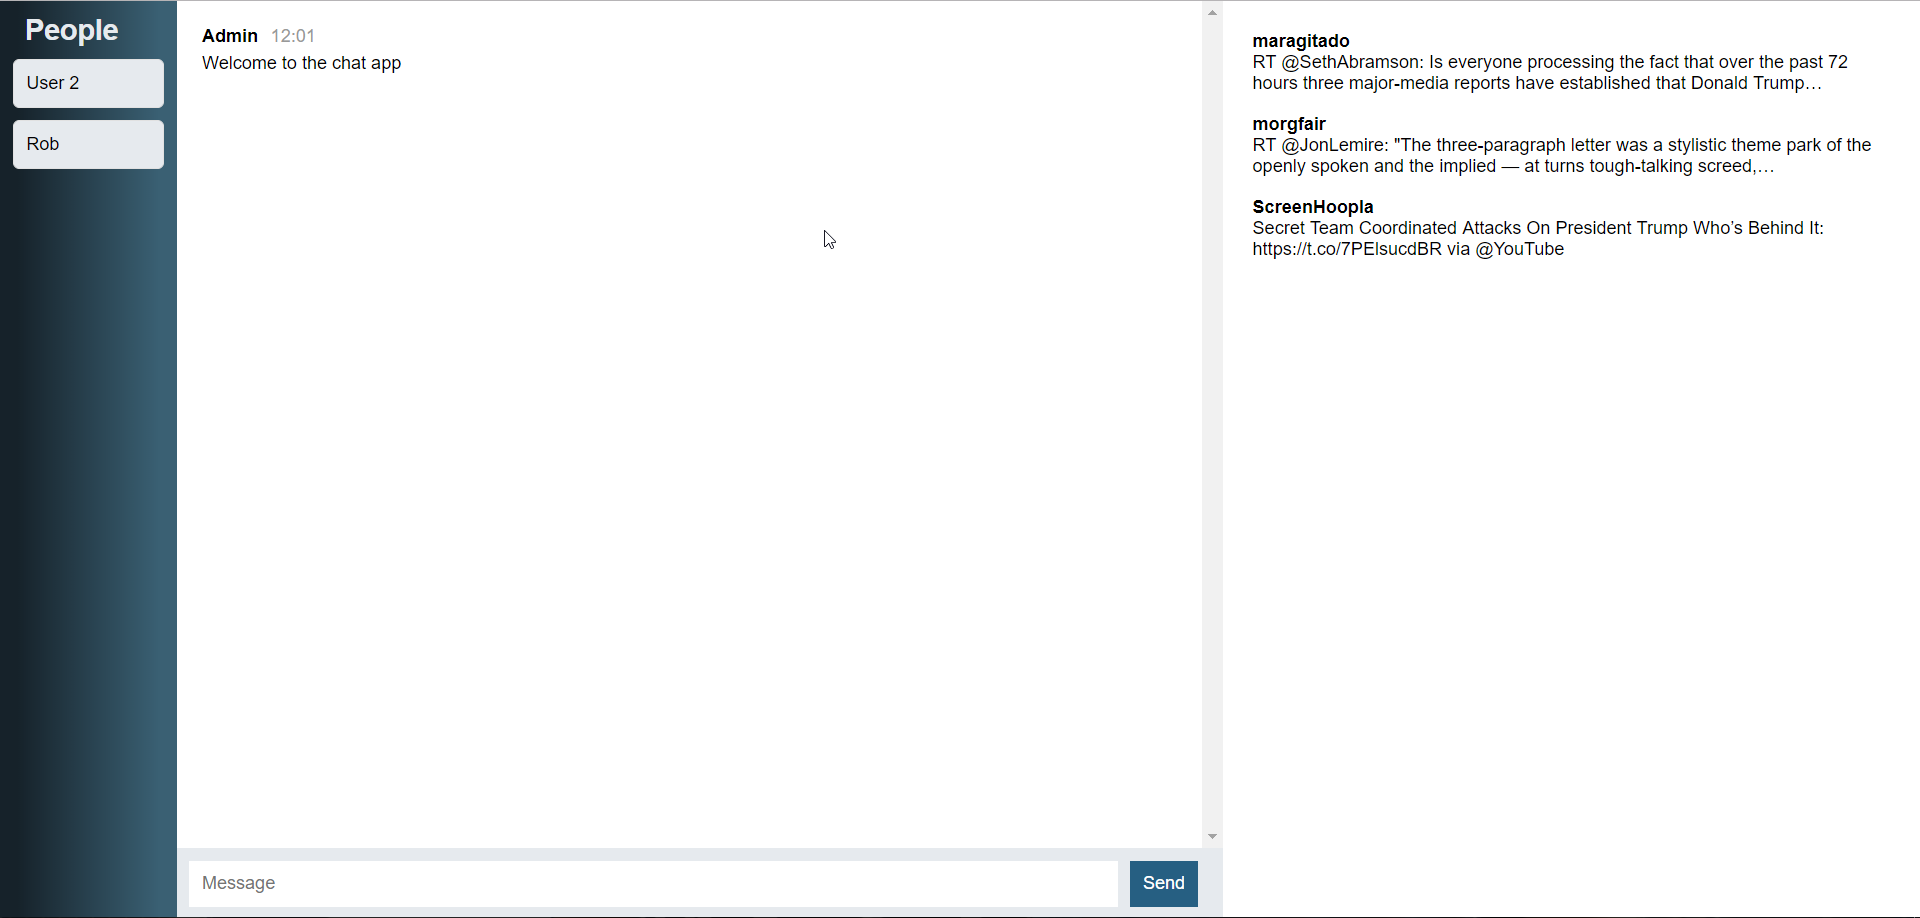 People
User 2
Rob
Admin 12:01
Welcome to the chat app
Message
Send
maragitado
RT @SethAbramson: Is everyone processing the fact that over the past 72
hours three major-media reports have established that Donald Trump…
morgfair
RT @JonLemire: "The three-paragraph letter was a stylistic theme park of the
openly spoken and the implied — at turns tough-talking screed,…
ScreenHoopla
Secret Team Coordinated Attacks On President Trump Who’s Behind It:
https://t.co/7PElsucdBR via @YouTube